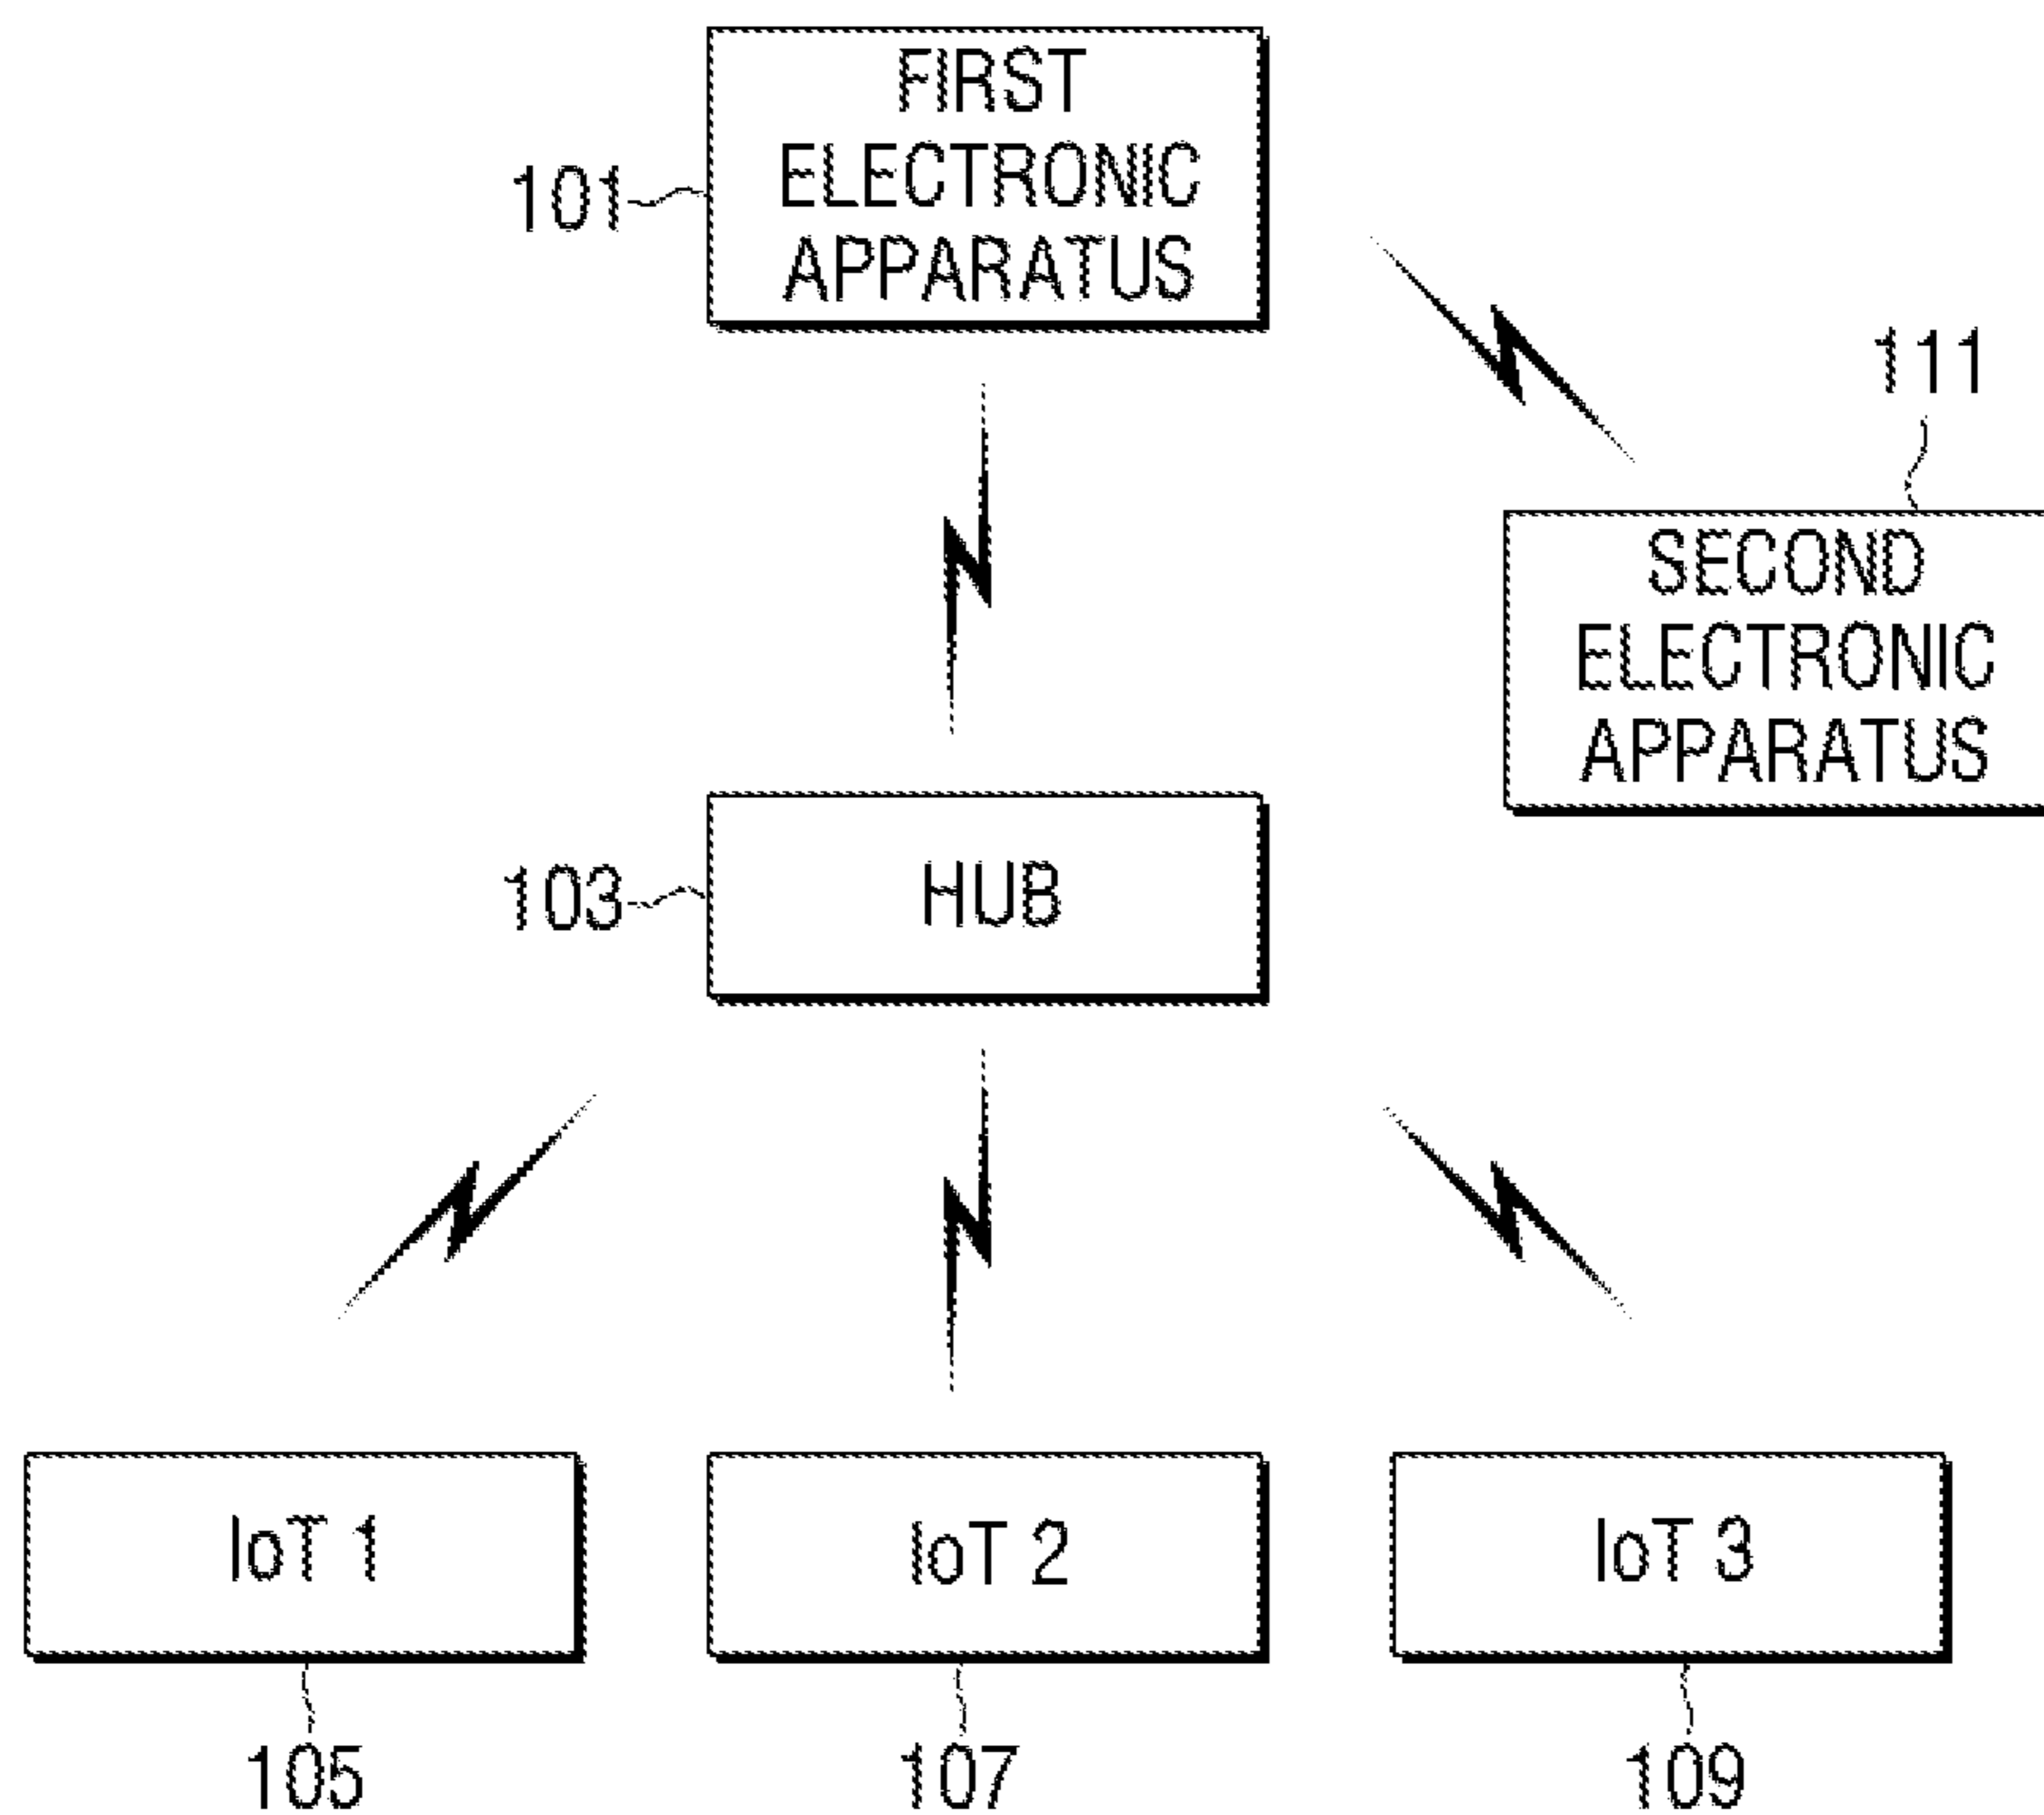 FIRST
ELECTRONIC
APPARATUS
101
111
SECOND
ELECTRONIC
APPARATUS
103
HUB
IoT 1
IoT 2
IoT 3
105
107
109